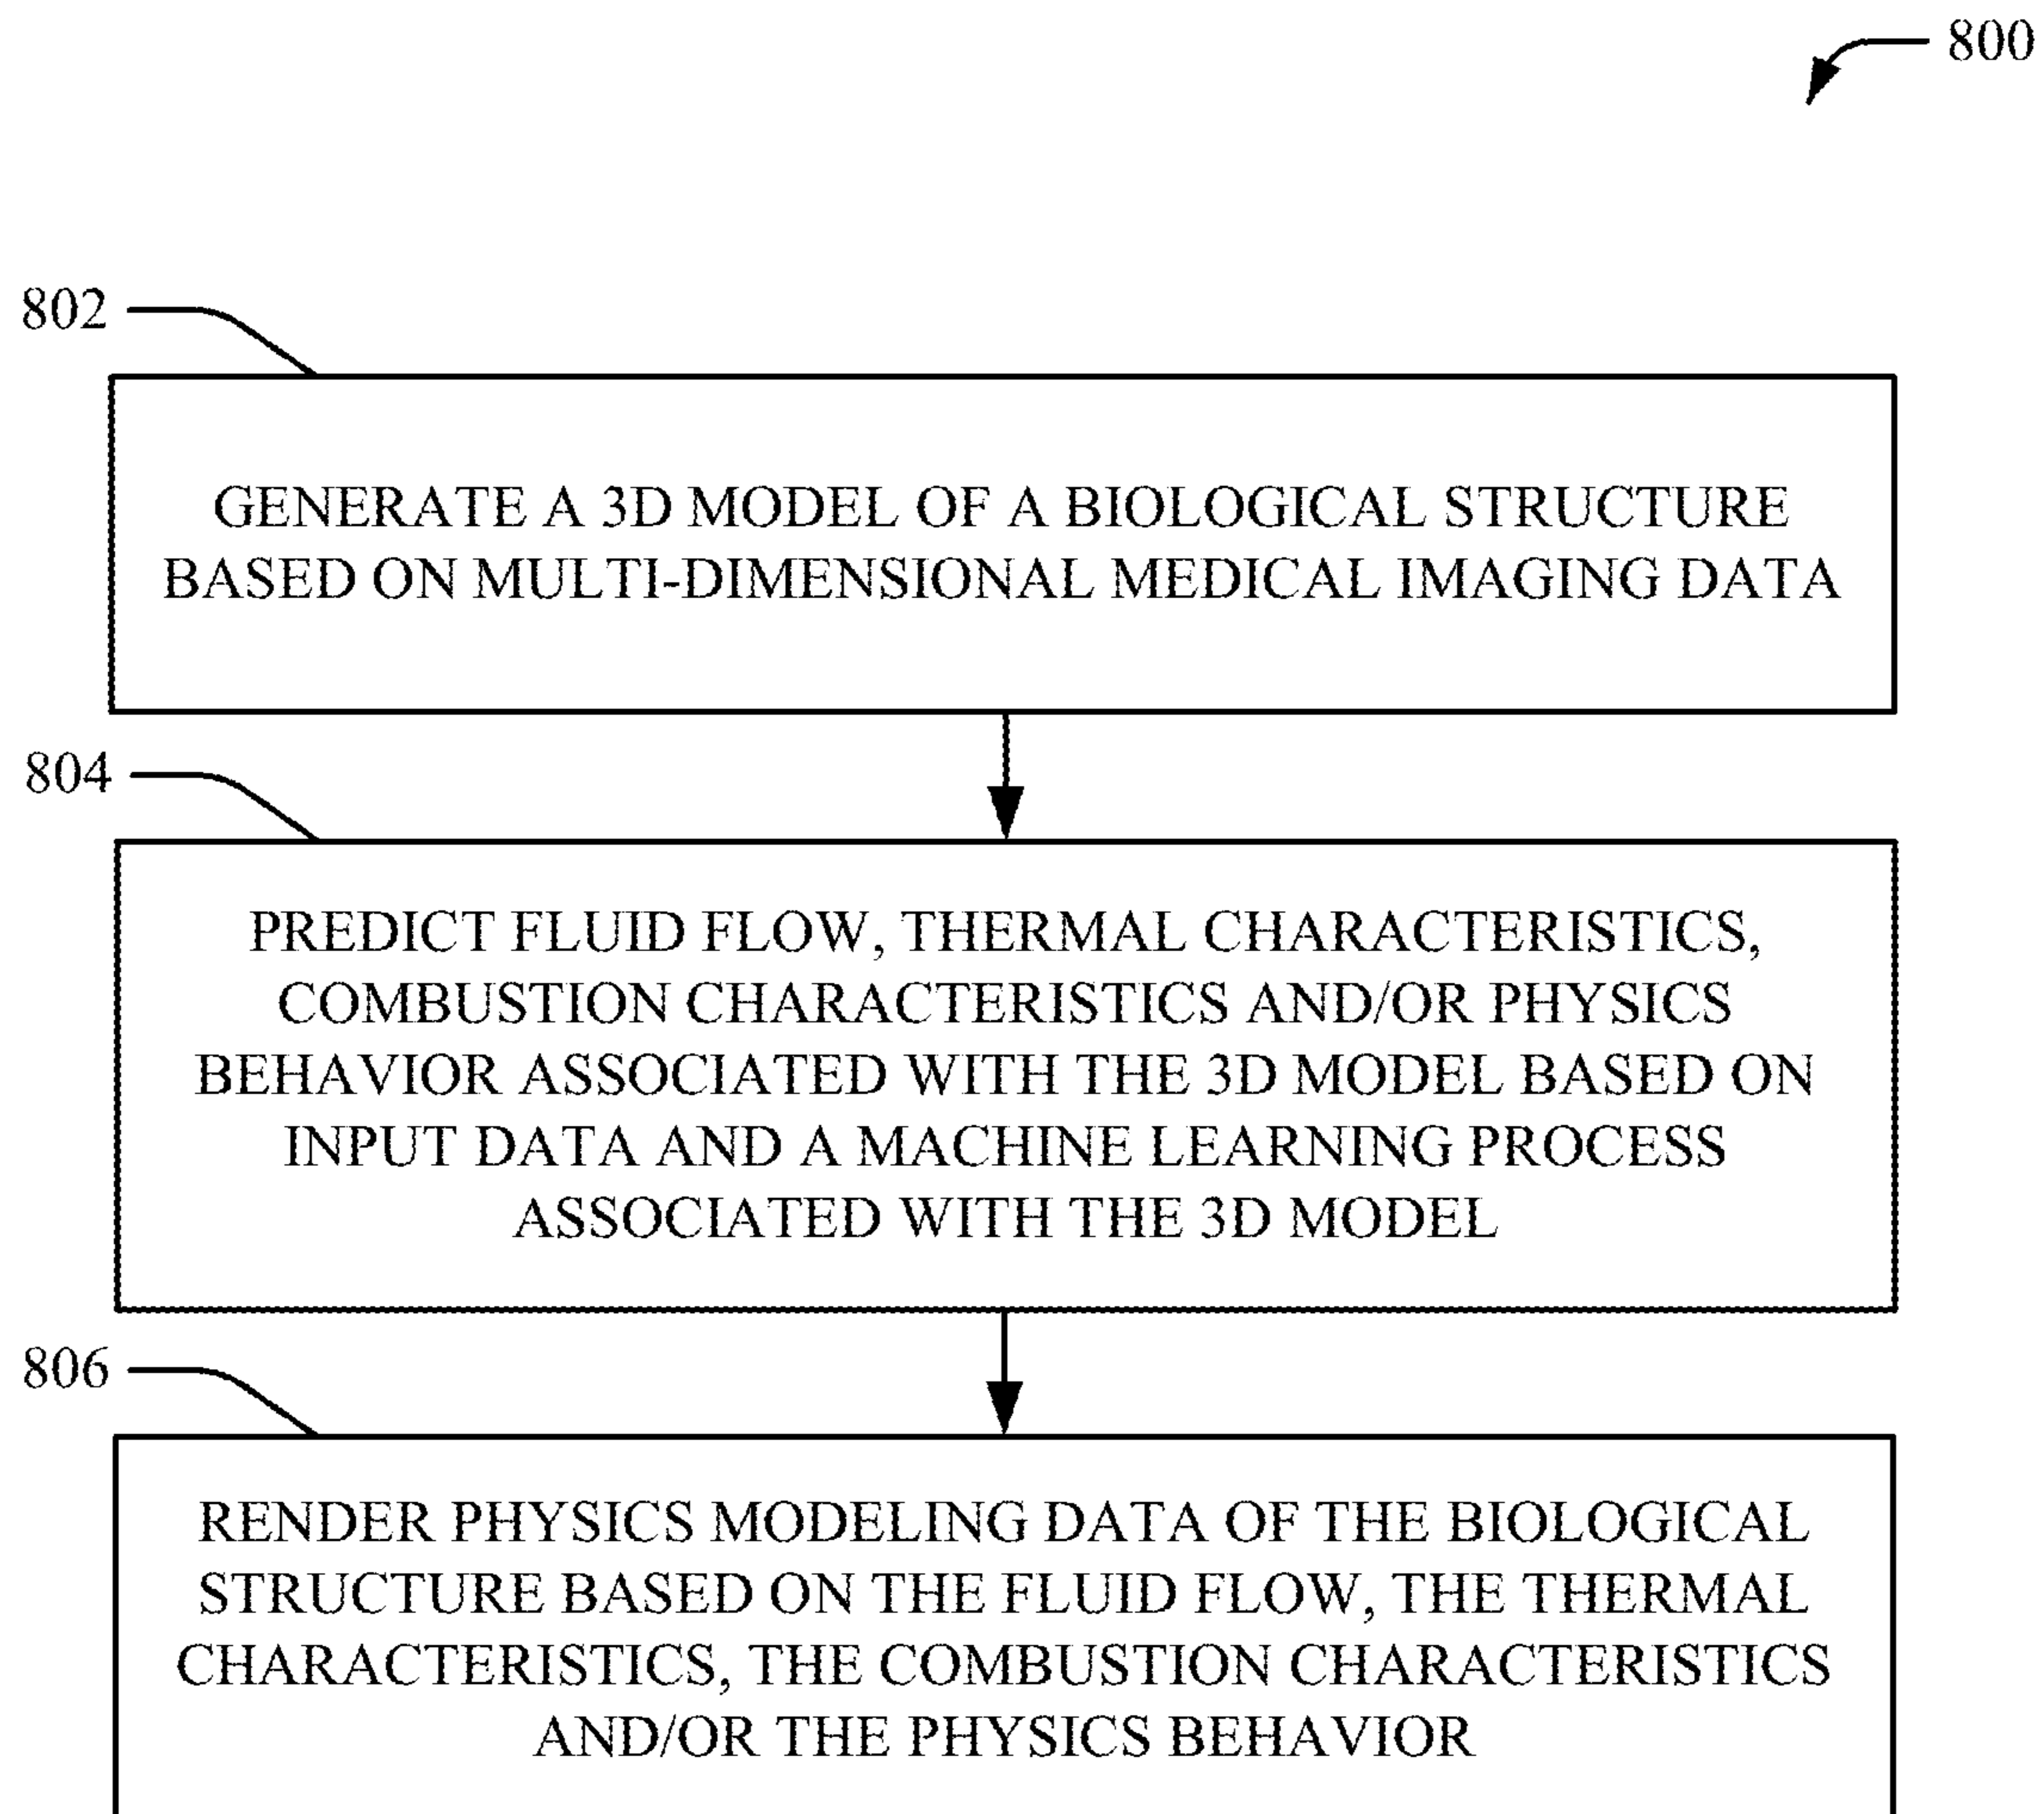 800
802
GENERATE A 3D MODEL OF A BIOLOGICAL STRUCTURE
BASED ON MULTI-DIMENSIONAL MEDICAL IMAGING DATA
804
PREDICT FLUID FLOW, THERMAL CHARACTERISTICS,
COMBUSTION CHARACTERISTICS AND/OR PHYSICS
BEHAVIOR ASSOCIATED WITH THE 3D MODEL BASED ON
INPUT DATA AND A MACHINE LEARNING PROCESS
ASSOCIATED WITH THE 3D MODEL
806
RENDER PHYSICS MODELING DATA OF THE BIOLOGICAL
STRUCTURE BASED ON THE FLUID FLOW, THE THERMAL
CHARACTERISTICS, THE COMBUSTION CHARACTERISTICS
AND/OR THE PHYSICS BEHAVIOR